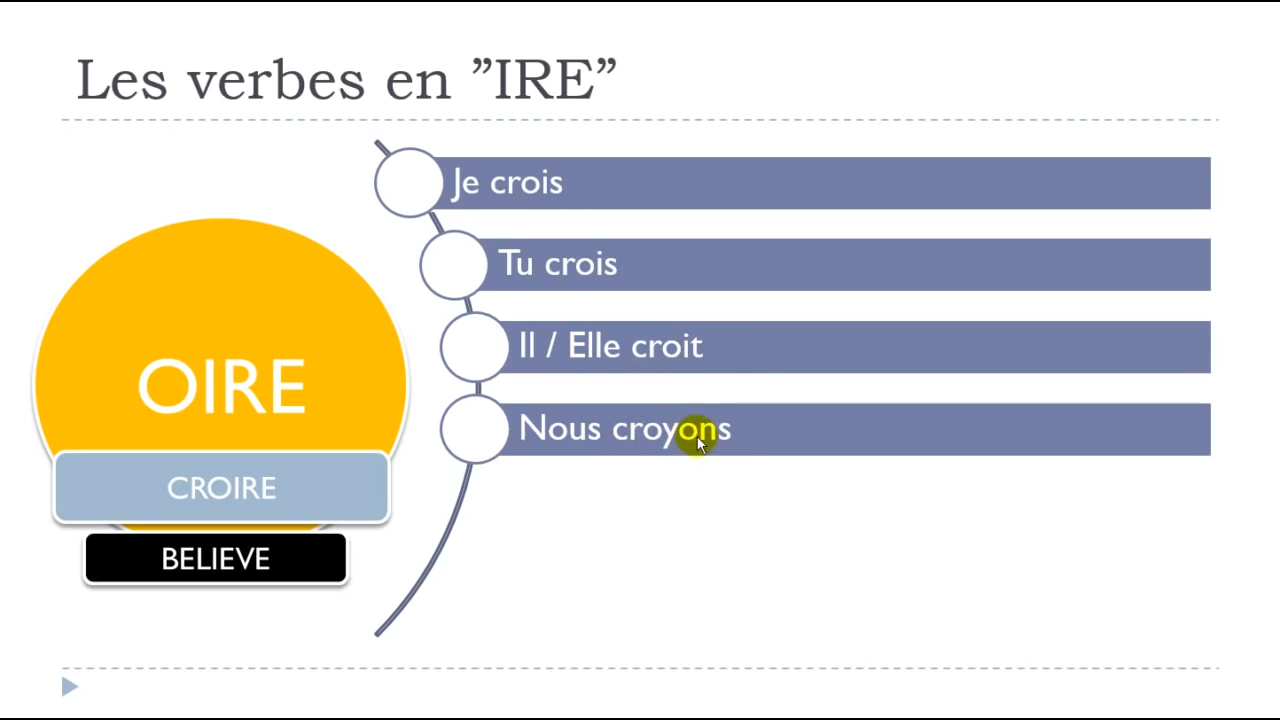 Les verbes en ”IRE”
Je crois
Tu crois
Il / Elle croit
Nous croyons
OIRE
CROIRE
BELIEVE